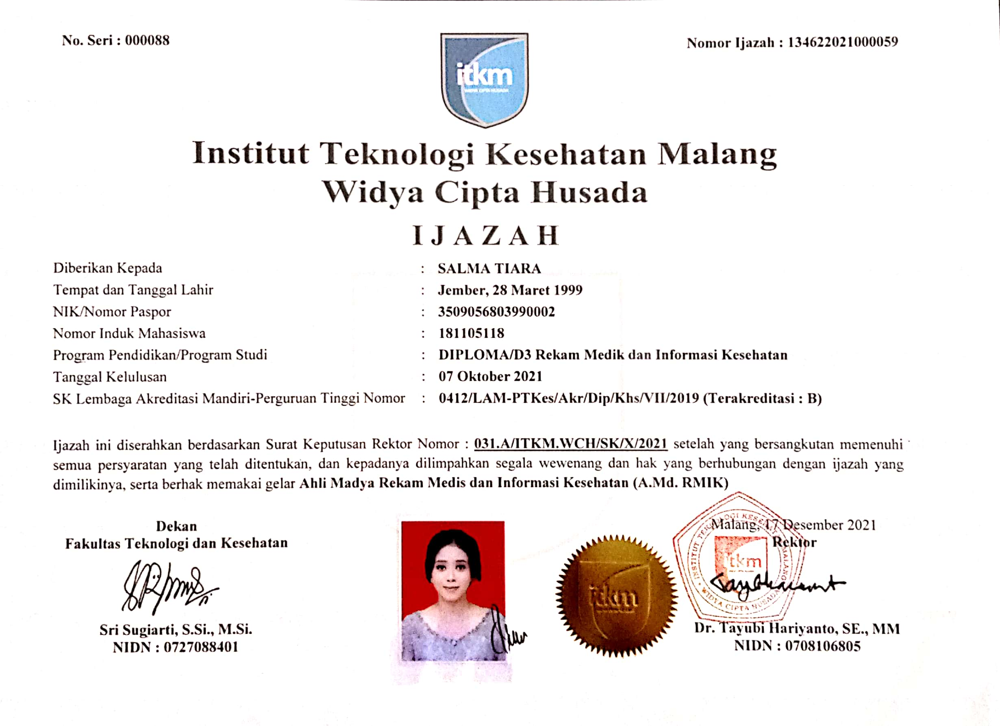 No. Seri : 000088
Nomor Ijazah : 134622021000059
itkm
WIDYA CIPTA HUSADA
Institut Teknologi Kesehatan Malang
Widya Cipta Husada
IJAZAH
Diberikan Kepada : SALMA TIARA
Tempat dan Tanggal Lahir : Jember, 28 Maret 1999
NIK/Nomor Paspor : 3509056803990002
Nomor Induk Mahasiswa : 181105118
Program Pendidikan/Program Studi : DIPLOMA/D3 Rekam Medik dan Informasi Kesehatan
Tanggal Kelulusan : 07 Oktober 2021
SK Lembaga Akreditasi Mandiri-Perguruan Tinggi Nomor : 0412/LAM-PTKes/Akr/Dip/Khs/VII/2019 (Terakreditasi : B)
Ijazah ini diserahkan berdasarkan Surat Keputusan Rektor Nomor : 031.A/ITKM.WCH/SK/X/2021 setelah yang bersangkutan memenuhi
semua persyaratan yang telah ditentukan, dan kepadanya dilimpahkan segala wewenang dan hak yang berhubungan dengan ijazah yang
dimilikinya, serta berhak memakai gelar Ahli Madya Rekam Medis dan Informasi Kesehatan (A.Md. RMIK)
Dekan
Fakultas Teknologi dan Kesehatan
Sri Sugiarti, S.Si., M.Si.
NIDN : 0727088401
itkm
Malang, 17 Desember 2021
Rektor
INSTITUT TEKNOLOGI KESEHATAN MALANG
WIDYA CIPTA HUSADA
itkm
Dr. Tayubi Hariyanto, SE., MM
NIDN : 0708106805